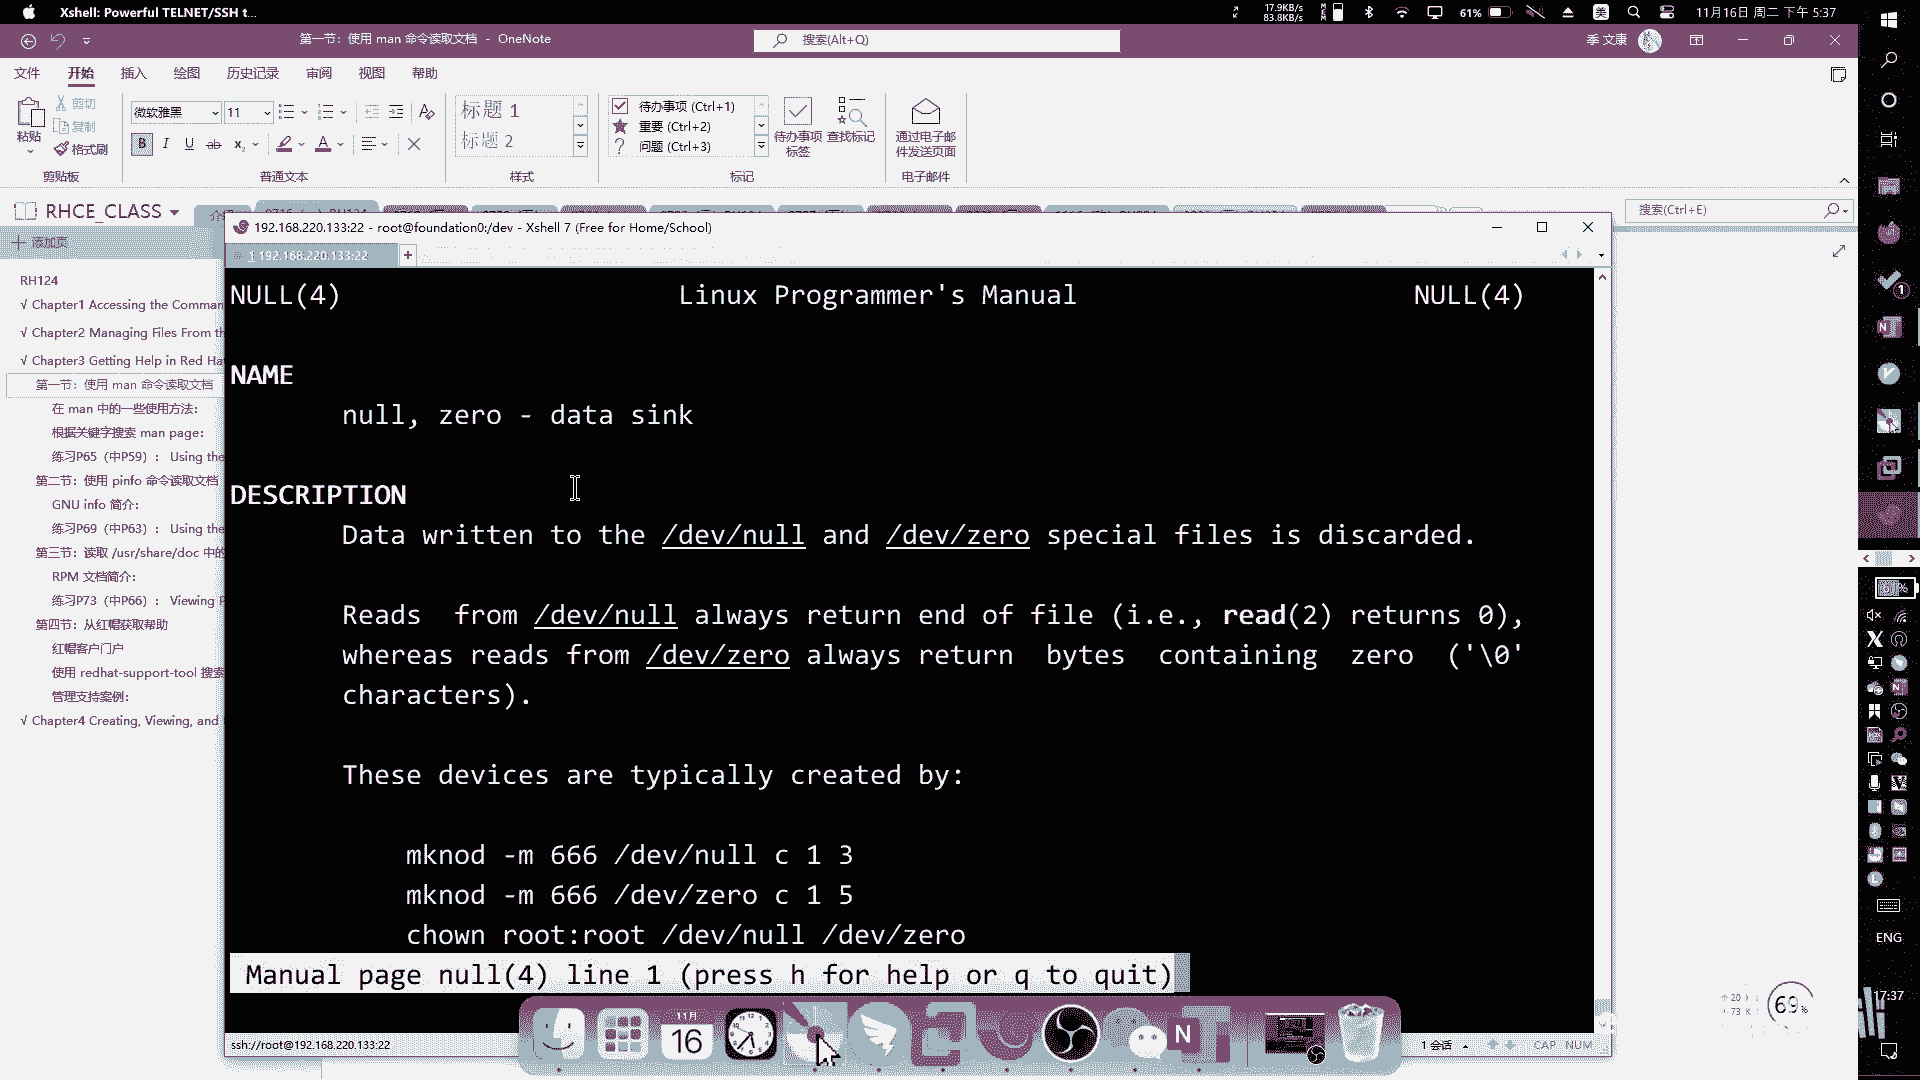 Xshell: Powerful TELNET/SSH t...
17.9KB/s
83.8KB/s
61%
美
11月16日 周二 下午 5:37
第一节：使用 man 命令读取文档 - OneNote
搜索(Alt+Q)
季 文康
文件 开始 插入 绘图 历史记录 审阅 视图 帮助
粘贴
剪切
复制
格式刷
剪贴板
微软雅黑 11
普通文本
标题 1
标题 2
样式
待办事项 (Ctrl+1)
重要 (Ctrl+2)
问题 (Ctrl+3)
标记
待办事项
标签
查找标记
通过电子邮
件发送页面
电子邮件
RHCE_CLASS
搜索(Ctrl+E)
添加页
RH124
√ Chapter1 Accessing the Comman
√ Chapter2 Managing Files From th
√ Chapter3 Getting Help in Red Ha
第一节：使用 man 命令读取文档
在 man 中的一些使用方法:
根据关键字搜索 man page:
练习P65（中P59）： Using the
第二节：使用 pinfo 命令读取文档
GNU info 简介:
练习P69（中P63）： Using the
第三节：读取 /usr/share/doc 中的
RPM 文档简介:
练习P73（中P66）： Viewing P
第四节：从红帽获取帮助
红帽客户门户
使用 redhat-support-tool 搜索
管理支持案例:
√ Chapter4 Creating, Viewing, and
192.168.220.133:22 - root@foundation0:/dev - Xshell 7 (Free for Home/School)
1 192.168.220.133:22
NULL(4) Linux Programmer's Manual NULL(4)
NAME
null, zero - data sink
DESCRIPTION
Data written to the /dev/null and /dev/zero special files is discarded.
Reads from /dev/null always return end of file (i.e., read(2) returns 0),
whereas reads from /dev/zero always return bytes containing zero ('\0'
characters).
These devices are typically created by:
mknod -m 666 /dev/null c 1 3
mknod -m 666 /dev/zero c 1 5
chown root:root /dev/null /dev/zero
Manual page null(4) line 1 (press h for help or q to quit)
ssh://root@192.168.220.133:22
1 会话
CAP NUM
11月
16
ENG
17:37
69%